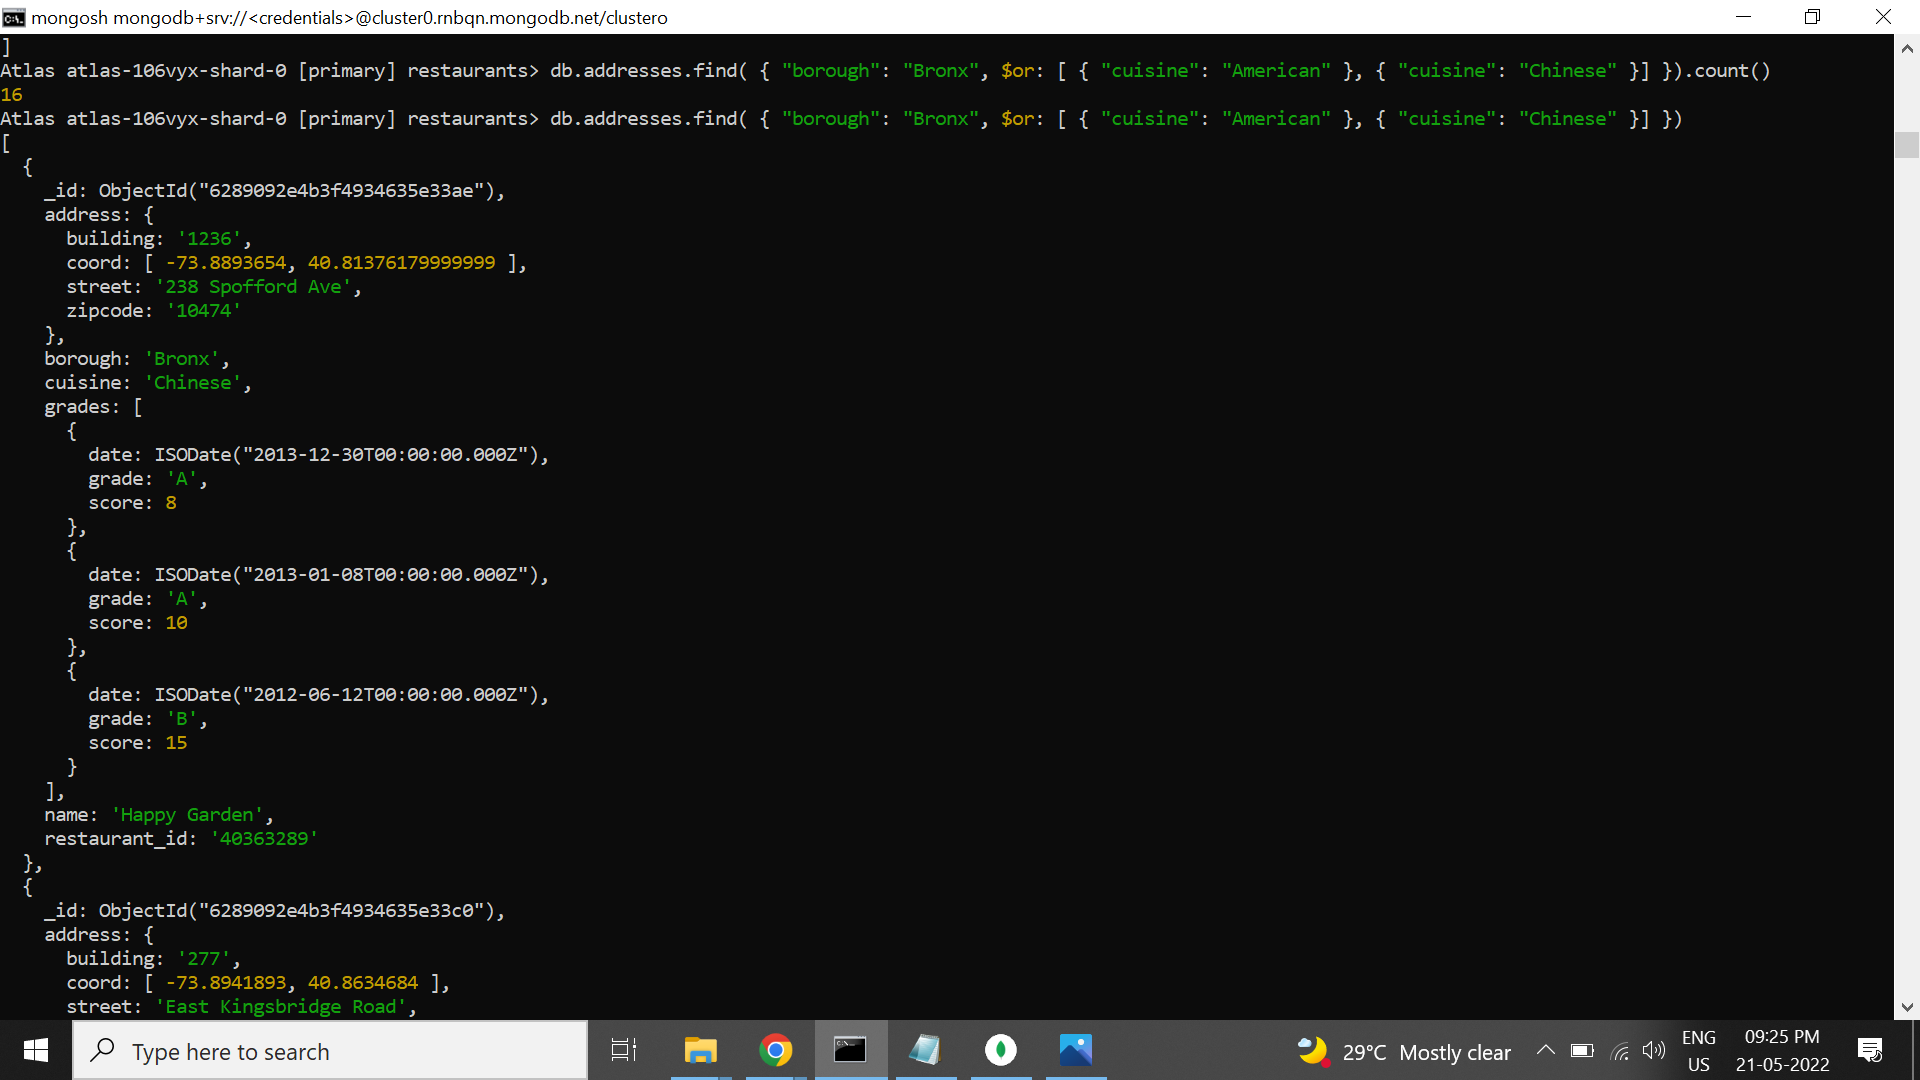 mongosh mongodb+srv://<credentials>@cluster0.rnbqn.mongodb.net/clustero
]
Atlas atlas-106vyx-shard-0 [primary] restaurants> db.addresses.find( { "borough": "Bronx", $or: [ { "cuisine": "American" }, { "cuisine": "Chinese" }] }).count()
16
Atlas atlas-106vyx-shard-0 [primary] restaurants> db.addresses.find( { "borough": "Bronx", $or: [ { "cuisine": "American" }, { "cuisine": "Chinese" }] })
[
  {
    _id: ObjectId("6289092e4b3f4934635e33ae"),
    address: {
      building: '1236',
      coord: [ -73.8893654, 40.81376179999999 ],
      street: '238 Spofford Ave',
      zipcode: '10474'
    },
    borough: 'Bronx',
    cuisine: 'Chinese',
    grades: [
      {
        date: ISODate("2013-12-30T00:00:00.000Z"),
        grade: 'A',
        score: 8
      },
      {
        date: ISODate("2013-01-08T00:00:00.000Z"),
        grade: 'A',
        score: 10
      },
      {
        date: ISODate("2012-06-12T00:00:00.000Z"),
        grade: 'B',
        score: 15
      }
    ],
    name: 'Happy Garden',
    restaurant_id: '40363289'
  },
  {
    _id: ObjectId("6289092e4b3f4934635e33c0"),
    address: {
      building: '277',
      coord: [ -73.8941893, 40.8634684 ],
      street: 'East Kingsbridge Road',
Type here to search
29°C Mostly clear
ENG
US
09:25 PM
21-05-2022